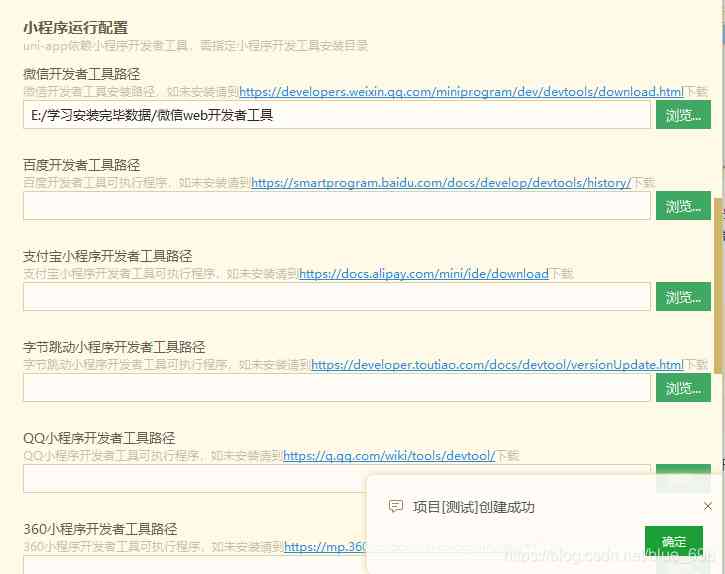 小程序运行配置
uni-app依赖小程序开发者工具，需指定小程序开发工具安装目录
微信开发者工具路径
微信开发者工具安装路径，如未安装请到https://developers.weixin.qq.com/miniprogram/dev/devtools/download.html下载
E:/学习安装完毕数据/微信web开发者工具
浏览...
百度开发者工具路径
百度开发者工具可执行程序，如未安装请到https://smartprogram.baidu.com/docs/develop/devtools/history/下载
浏览...
支付宝小程序开发者工具路径
支付宝小程序开发者工具可执行程序，如未安装请到https://docs.alipay.com/mini/ide/download下载
浏览...
字节跳动小程序开发者工具路径
字节跳动小程序开发者工具可执行程序，如未安装请到https://developer.toutiao.com/docs/devtool/versionUpdate.html下载
浏览...
QQ小程序开发者工具路径
QQ小程序开发者工具可执行程序，如未安装请到https://q.qq.com/wiki/tools/devtool/下载
项目[测试]创建成功
360小程序开发者工具路径
360小程序开发者工具可执行程序，如未安装请到https://mp.360
确定